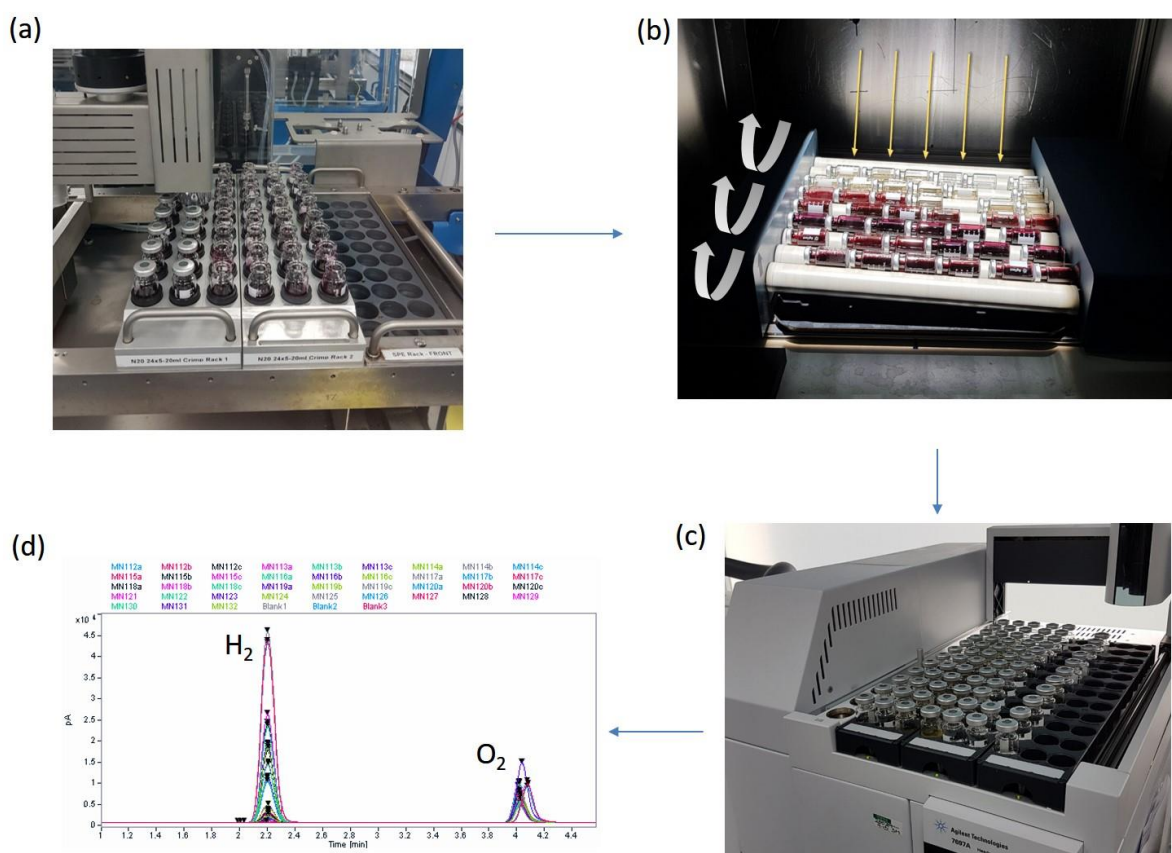 (a)
N20 24x5-20ml Crimp Rack 1
N20 24x5-20ml Crimp Rack 2
SPE Rack - FRONT
(b)
(c)
Agilent Technologies
7697A
(d)
MN112a MN112b MN112c MN113a MN113b MN113c MN114a MN114b MN114c
MN115a MN115b MN115c MN116a MN116b MN116c MN117a MN117b MN117c
MN118a MN118b MN118c MN119a MN119b MN119c MN120a MN120b MN120c
MN121 MN122 MN123 MN124 MN125 MN126 MN127 MN128 MN129
MN130 MN131 MN132 Blank1 Blank2 Blank3
x10⁴
4.5
4
3.5
3
2.5
2
1.5
1
0.5
0
pA
H₂
O₂
1 1.2 1.4 1.6 1.8 2 2.2 2.4 2.6 2.8 3 3.2 3.4 3.6 3.8 4 4.2 4.4
Time [min]